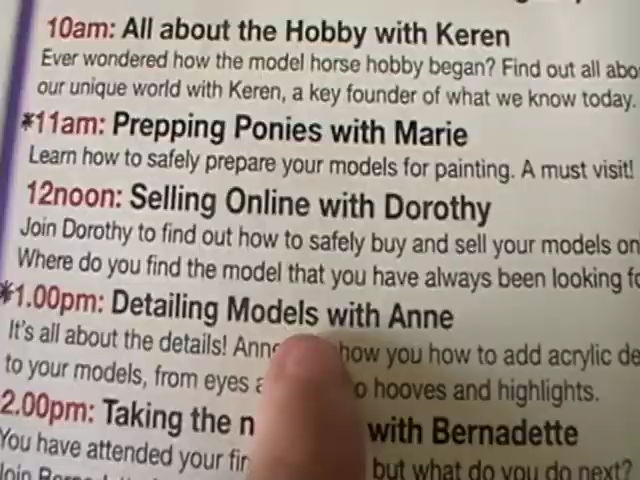 10am: All about the Hobby with Keren
Ever wondered how the model horse hobby began? Find out all abo
our unique world with Keren, a key founder of what we know today.
*11am: Prepping Ponies with Marie
Learn how to safely prepare your models for painting. A must visit!
12noon: Selling Online with Dorothy
Join Dorothy to find out how to safely buy and sell your models on
Where do you find the model that you have always been looking fo
*1.00pm: Detailing Models with Anne
It's all about the details! Anne how you how to add acrylic de
to your models, from eyes a o hooves and highlights.
2.00pm: Taking the n with Bernadette
You have attended your fir but what do you do next?
Join